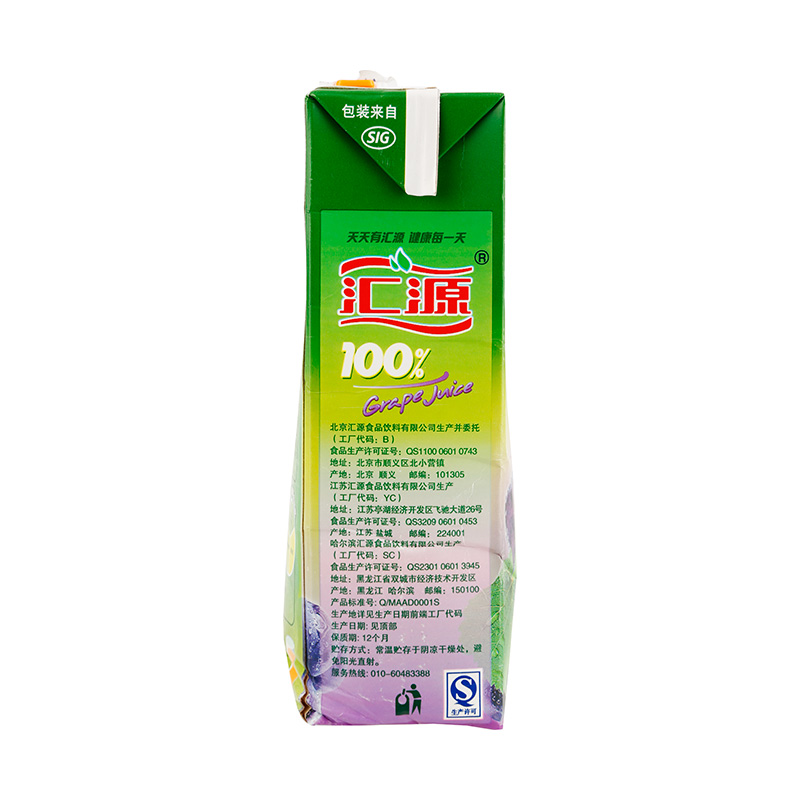 包装来自
SIG
天天有汇源 健康每一天
汇源®
100%
Grape Juice
北京汇源食品饮料有限公司生产并委托
(工厂代码：B)
食品生产许可证号：QS1100 0601 0743
地址：北京市顺义区北小营镇
产地：北京 顺义 邮编：101305
江苏汇源食品饮料有限公司生产
(工厂代码：YC)
地址：江苏亭湖经济开发区飞驰大道26号
食品生产许可证号：QS3209 0601 0453
产地：江苏 盐城 邮编：224001
哈尔滨汇源食品饮料有限公司生产
(工厂代码：SC)
食品生产许可证号：QS2301 0601 3945
地址：黑龙江省双城市经济技术开发区
产地：黑龙江 哈尔滨 邮编：150100
产品标准号: Q/MAAD0001S
生产地详见生产日期前端工厂代码
生产日期: 见顶部
保质期: 12个月
贮存方式：常温贮存于阴凉干燥处，避
免阳光直射。
服务热线: 010-60483388
生产许可